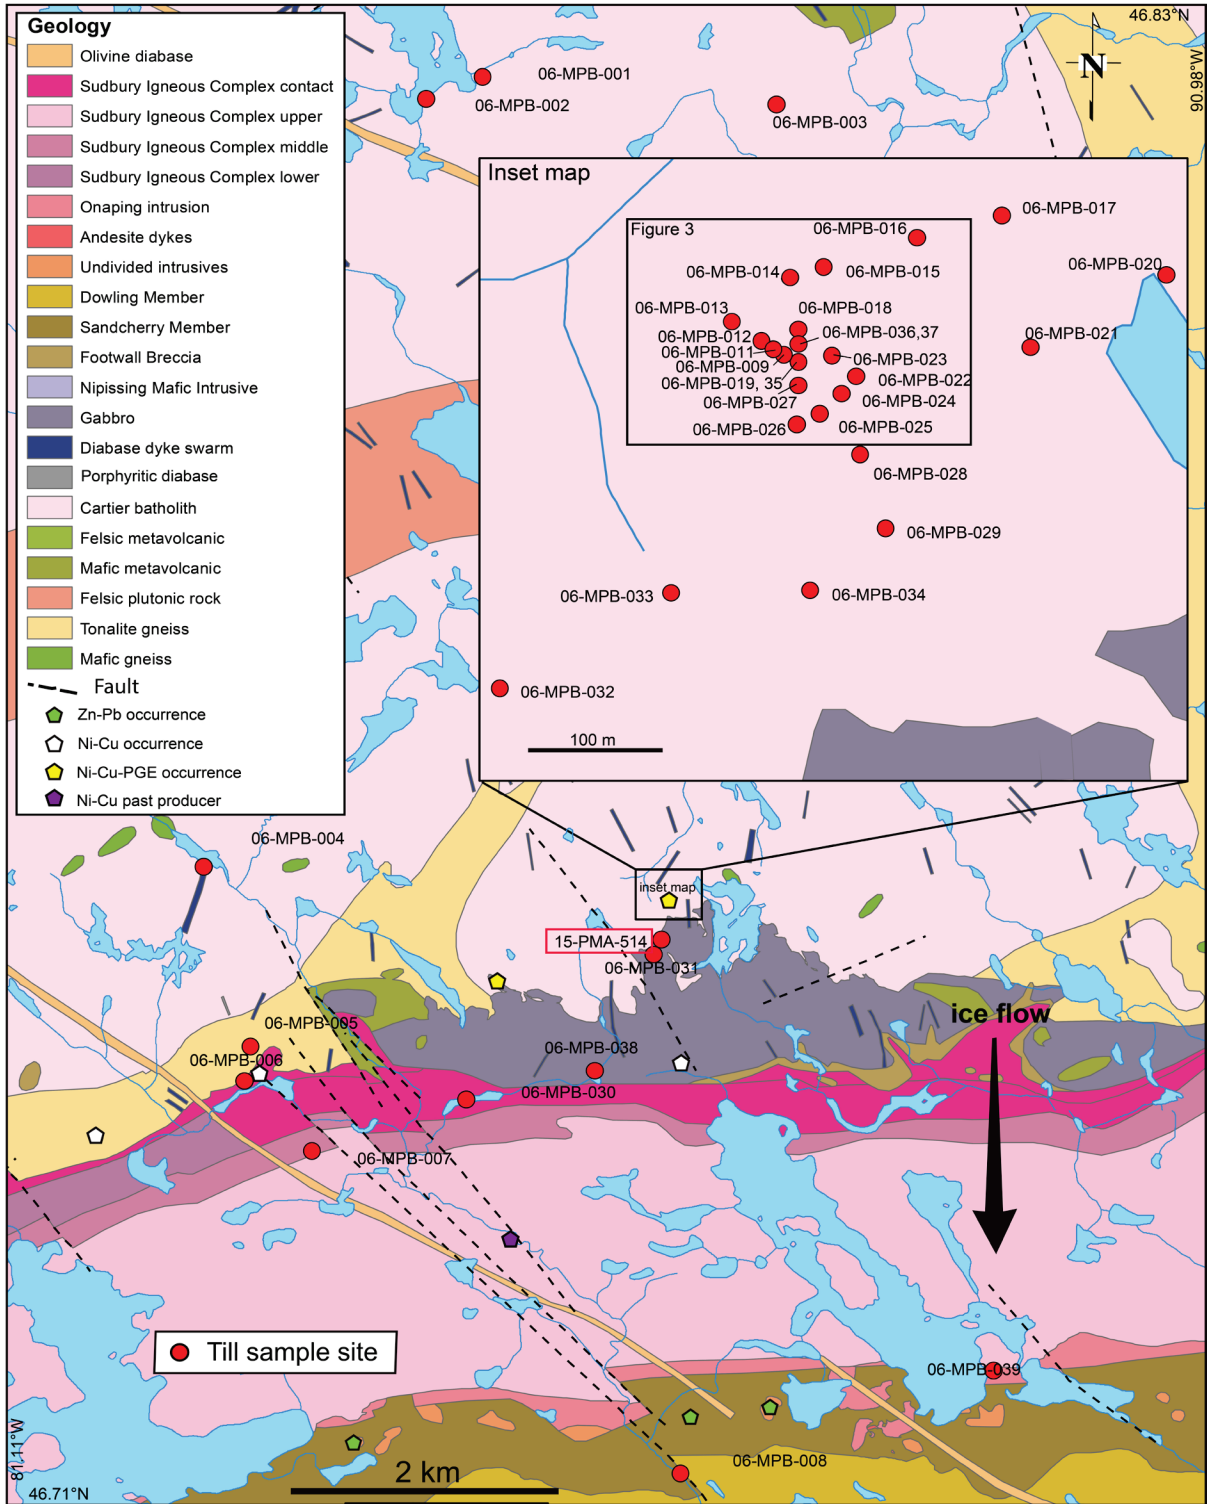 Geology
Olivine diabase
Sudbury Igneous Complex contact
Sudbury Igneous Complex upper
Sudbury Igneous Complex middle
Sudbury Igneous Complex lower
Onaping intrusion
Andesite dykes
Undivided intrusives
Dowling Member
Sandcherry Member
Footwall Breccia
Nipissing Mafic Intrusive
Gabbro
Diabase dyke swarm
Porphyritic diabase
Cartier batholith
Felsic metavolcanic
Mafic metavolcanic
Felsic plutonic rock
Tonalite gneiss
Mafic gneiss
Fault
Zn-Pb occurrence
Ni-Cu occurrence
Ni-Cu-PGE occurrence
Ni-Cu past producer
46.83°N
90.98°W
N
06-MPB-001
06-MPB-002
06-MPB-003
Inset map
Figure 3
06-MPB-017
06-MPB-016
06-MPB-020
06-MPB-014
06-MPB-015
06-MPB-013
06-MPB-018
06-MPB-012
06-MPB-036,37
06-MPB-021
06-MPB-011
06-MPB-023
06-MPB-009
06-MPB-022
06-MPB-019, 35
06-MPB-027
06-MPB-024
06-MPB-026
06-MPB-025
06-MPB-028
06-MPB-029
06-MPB-033
06-MPB-034
06-MPB-032
100 m
06-MPB-004
inset map
15-PMA-514
06-MPB-031
ice flow
06-MPB-005
06-MPB-038
06-MPB-006
06-MPB-030
06-MPB-007
Till sample site
06-MPB-039
06-MPB-008
2 km
81.11°W
46.71°N